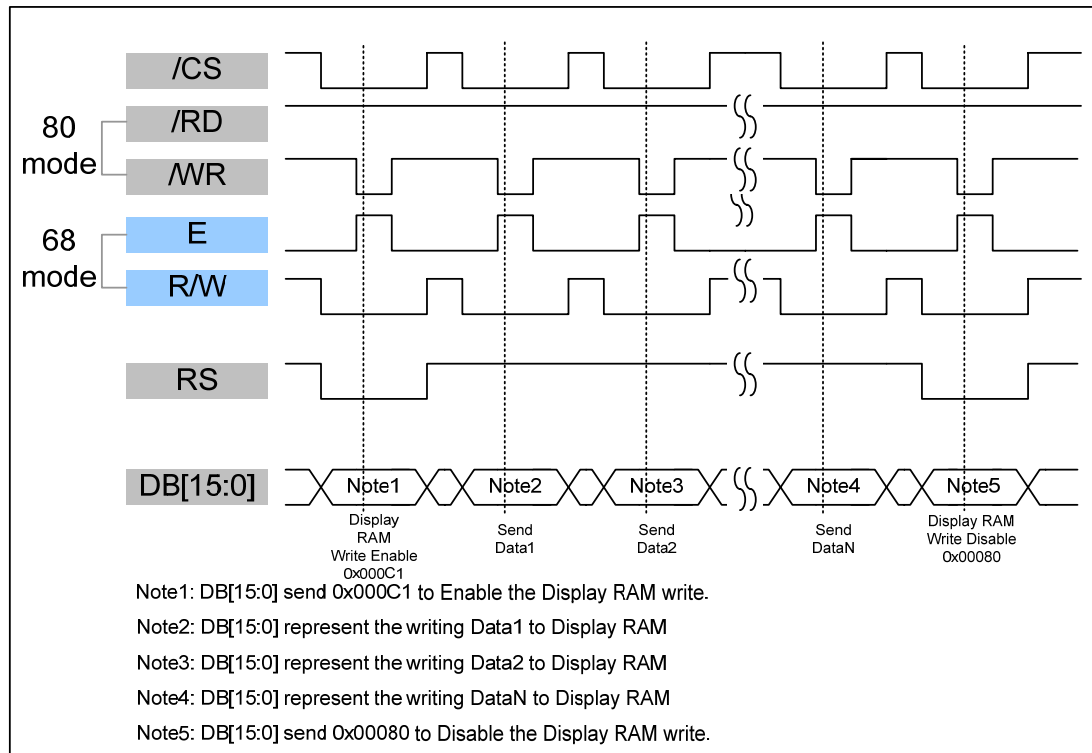 /CS
80
mode
/RD
/WR
68
mode
E
R/W
RS
DB[15:0]
Note1
Note2
Note3
Note4
Note5
Display
RAM
Write Enable
0x000C1
Send
Data1
Send
Data2
Send
DataN
Display RAM
Write Disable
0x00080
Note1: DB[15:0] send 0x000C1 to Enable the Display RAM write.
Note2: DB[15:0] represent the writing Data1 to Display RAM
Note3: DB[15:0] represent the writing Data2 to Display RAM
Note4: DB[15:0] represent the writing DataN to Display RAM
Note5: DB[15:0] send 0x00080 to Disable the Display RAM write.